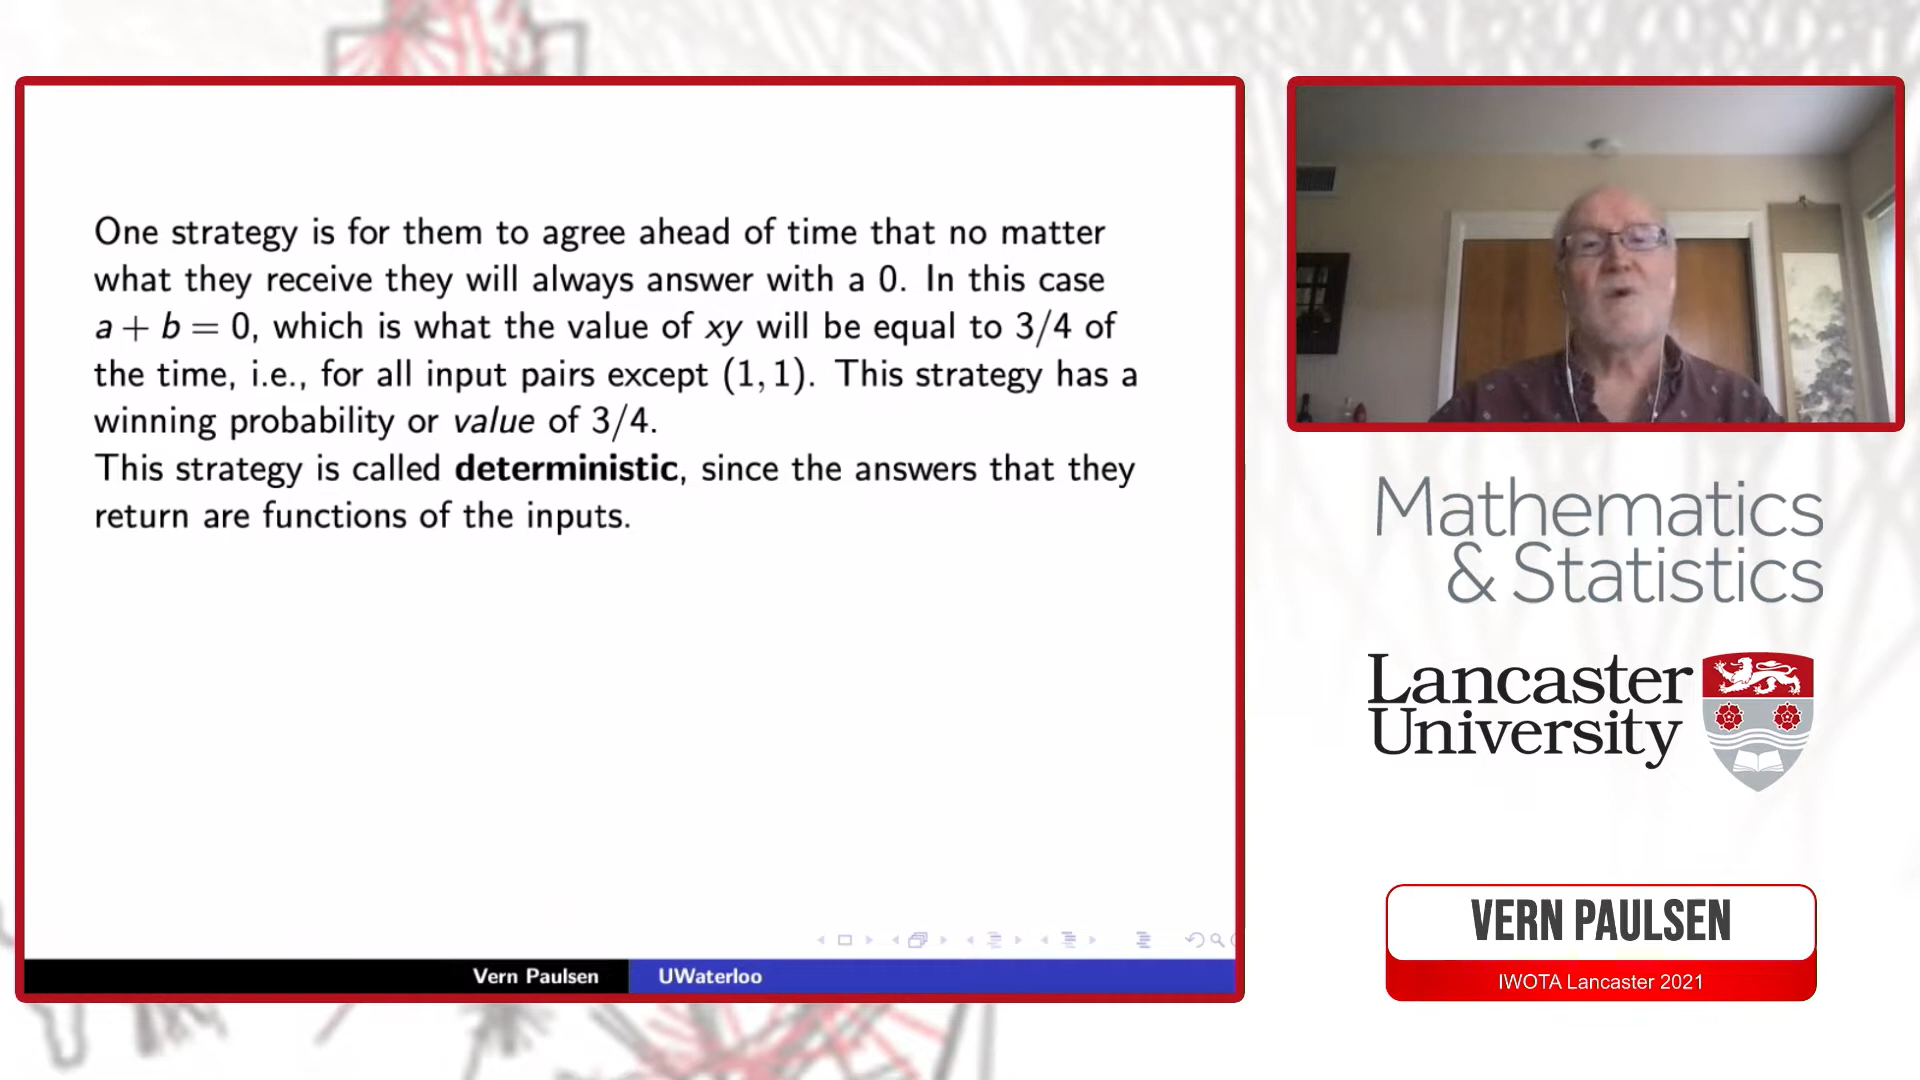 One strategy is for them to agree ahead of time that no matter
what they receive they will always answer with a 0. In this case
a + b = 0, which is what the value of xy will be equal to 3/4 of
the time, i.e., for all input pairs except (1, 1). This strategy has a
winning probability or value of 3/4.
This strategy is called deterministic, since the answers that they
return are functions of the inputs.
Vern Paulsen
UWaterloo
Mathematics
& Statistics
Lancaster
University
VERN PAULSEN
IWOTA Lancaster 2021